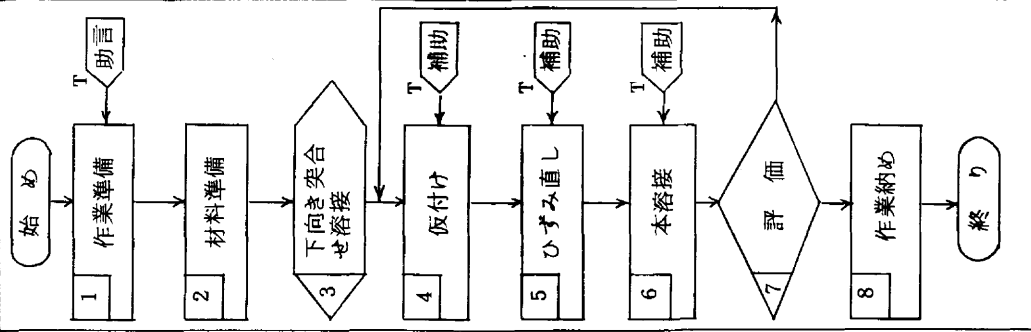 始め
T
助言
作業準備
1
材料準備
2
下向き突合
せ溶接
3
T
補助
仮付け
4
T
補助
ひずみ直し
5
T
補助
本溶接
6
評価
7
作業納め
8
終り